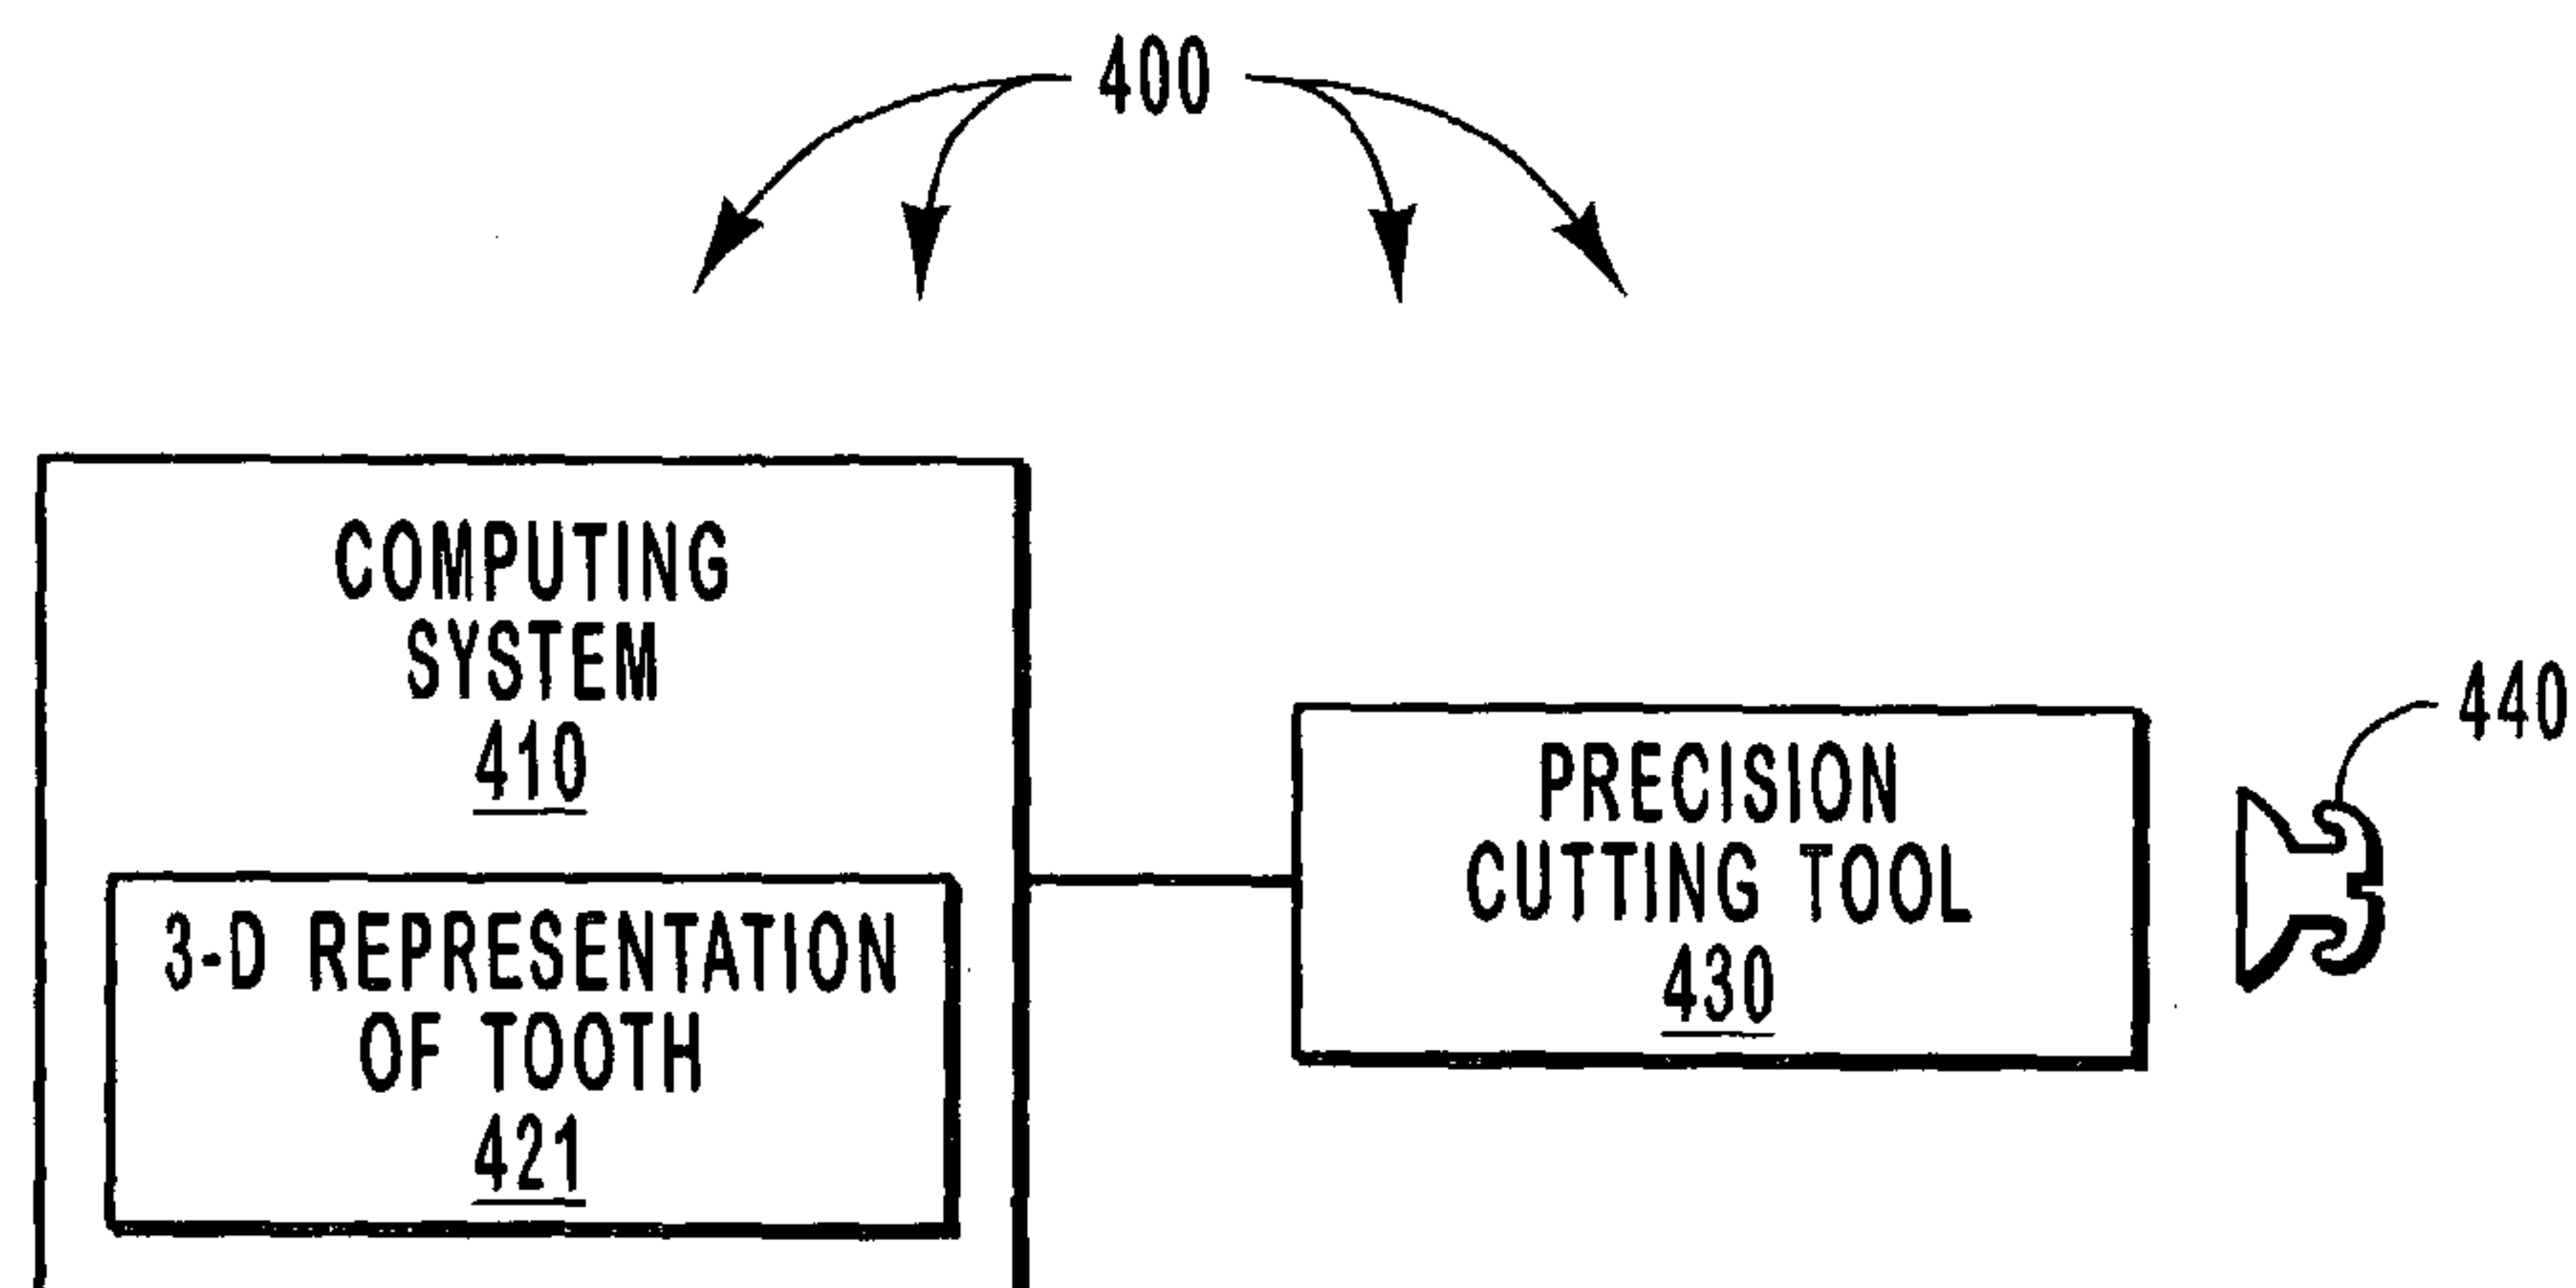 400
COMPUTING
SYSTEM
410
3-D REPRESENTATION
OF TOOTH
421
PRECISION
CUTTING TOOL
430
440